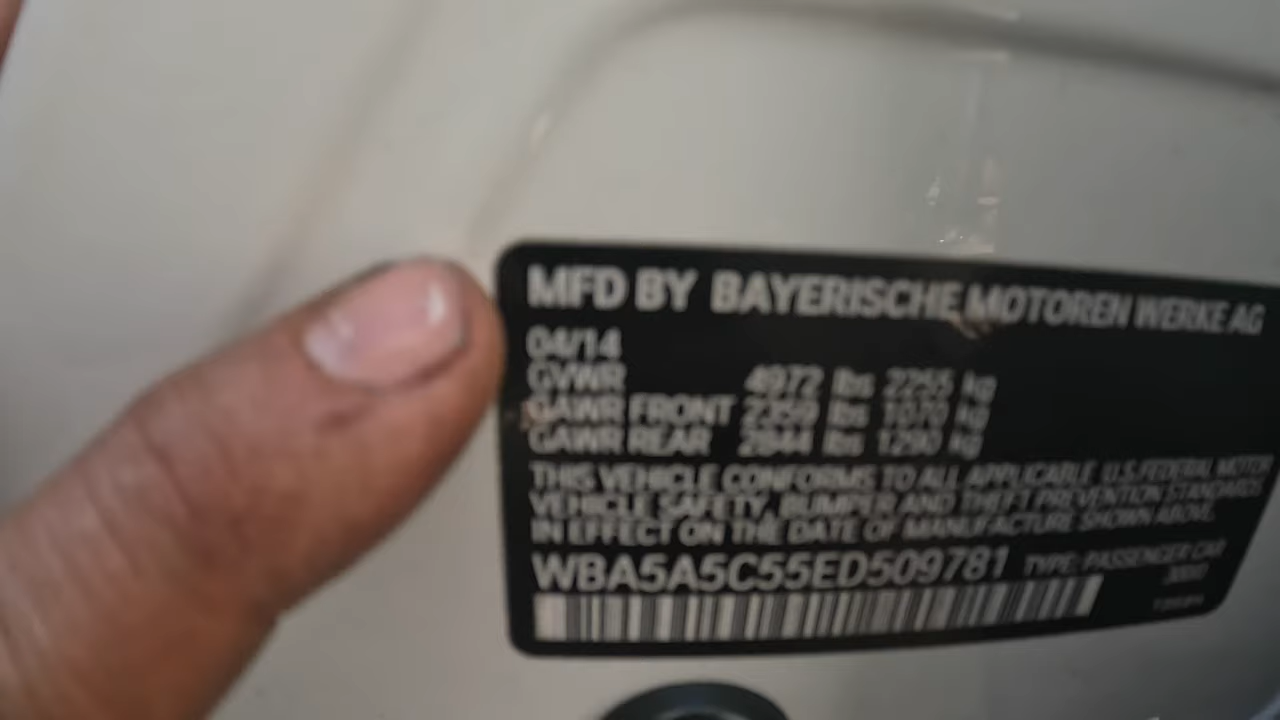 MFD BY BAYERISCHE MOTOREN WERKE AG
04/14
GVWR 4972 lbs 2255 kg
GAWR FRONT 2359 lbs 1070 kg
GAWR REAR 2844 lbs 1290 kg
THIS VEHICLE CONFORMS TO ALL APPLICABLE U.S. FEDERAL MOTOR
VEHICLE SAFETY, BUMPER AND THEFT PREVENTION STANDARDS
IN EFFECT ON THE DATE OF MANUFACTURE SHOWN ABOVE.
WBA5A5C55ED509781 TYPE: PASSENGER CAR